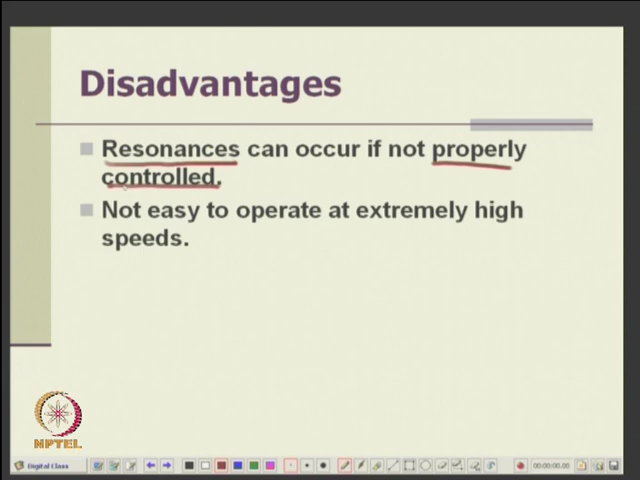 Disadvantages
Resonances can occur if not properly
controlled.
Not easy to operate at extremely high
speeds.
NPTEL
Digital Class
00:00:00.00